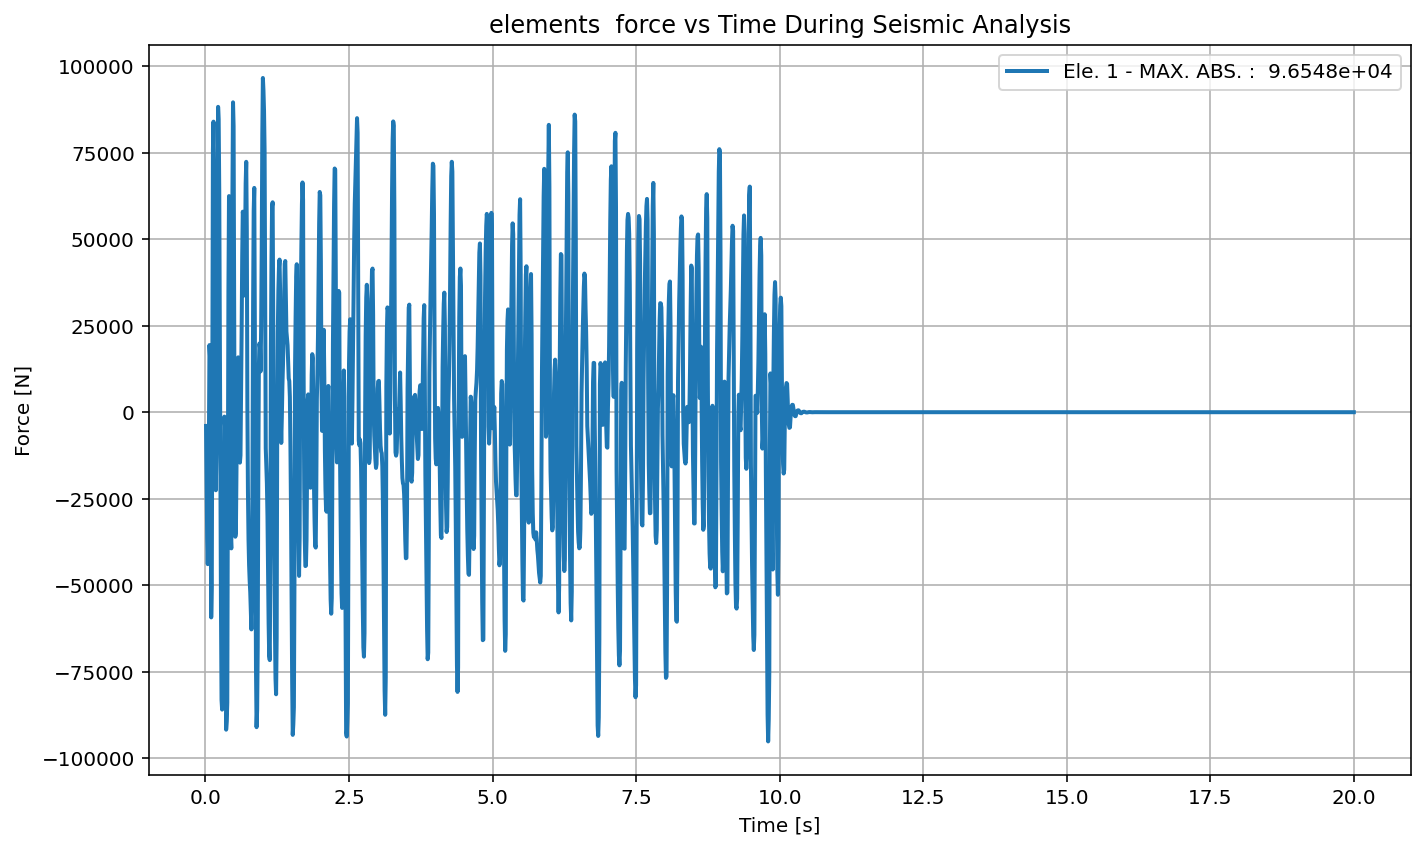 elements  force vs Time During Seismic Analysis
Ele. 1 - MAX. ABS. :  9.6548e+04
100000
75000
50000
25000
0
−25000
−50000
−75000
−100000
Force [N]
0.0 2.5 5.0 7.5 10.0 12.5 15.0 17.5 20.0
Time [s]